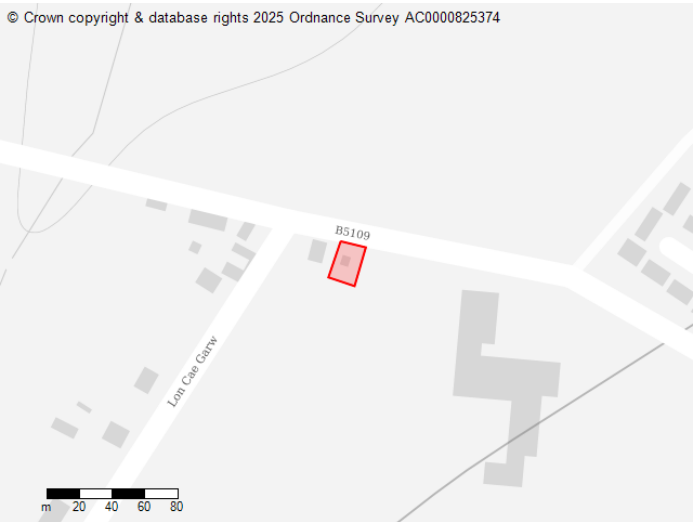 © Crown copyright & database rights 2025 Ordnance Survey AC0000825374
B5109
Lon Cae Garw
m 20 40 60 80